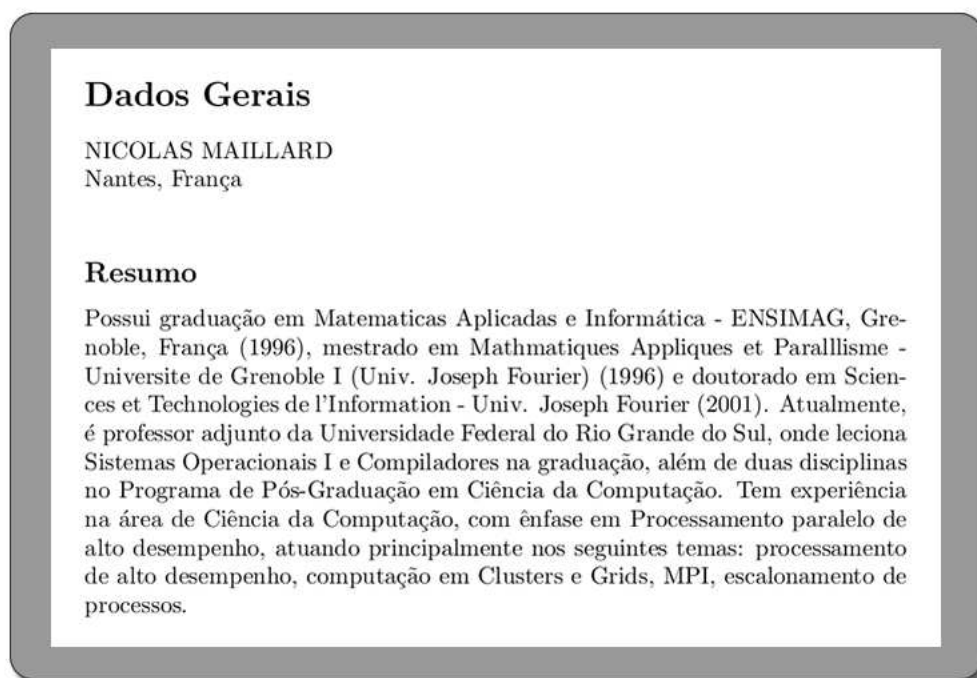 Dados Gerais
NICOLAS MAILLARD
Nantes, França
Resumo
Possui graduação em Matematicas Aplicadas e Informática - ENSIMAG, Gre-
noble, França (1996), mestrado em Mathmatiques Appliques et Paralllisme -
Universite de Grenoble I (Univ. Joseph Fourier) (1996) e doutorado em Scien-
ces et Technologies de l'Information - Univ. Joseph Fourier (2001). Atualmente,
é professor adjunto da Universidade Federal do Rio Grande do Sul, onde leciona
Sistemas Operacionais I e Compiladores na graduação, além de duas disciplinas
no Programa de Pós-Graduação em Ciência da Computação. Tem experiência
na área de Ciência da Computação, com ênfase em Processamento paralelo de
alto desempenho, atuando principalmente nos seguintes temas: processamento
de alto desempenho, computação em Clusters e Grids, MPI, escalonamento de
processos.